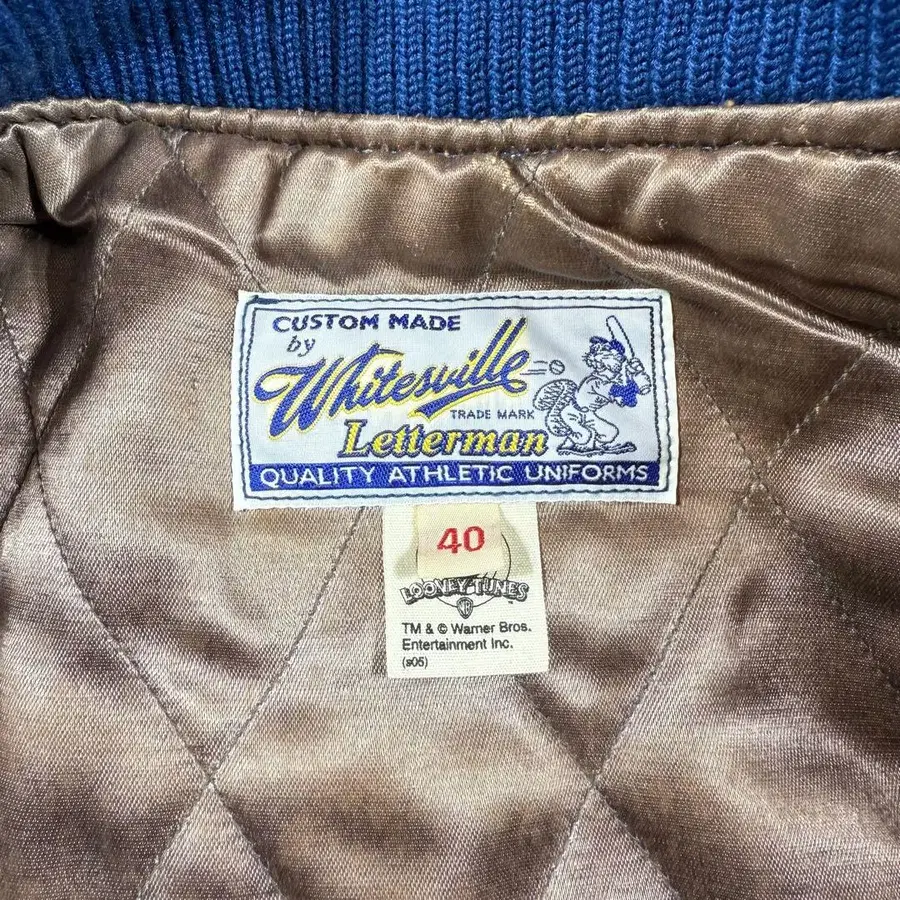 CUSTOM MADE
by
Whitesville
TRADE MARK
Letterman
QUALITY ATHLETIC UNIFORMS
40
LOONEY TUNES
WB
TM & © Warner Bros.
Entertainment Inc.
(s05)